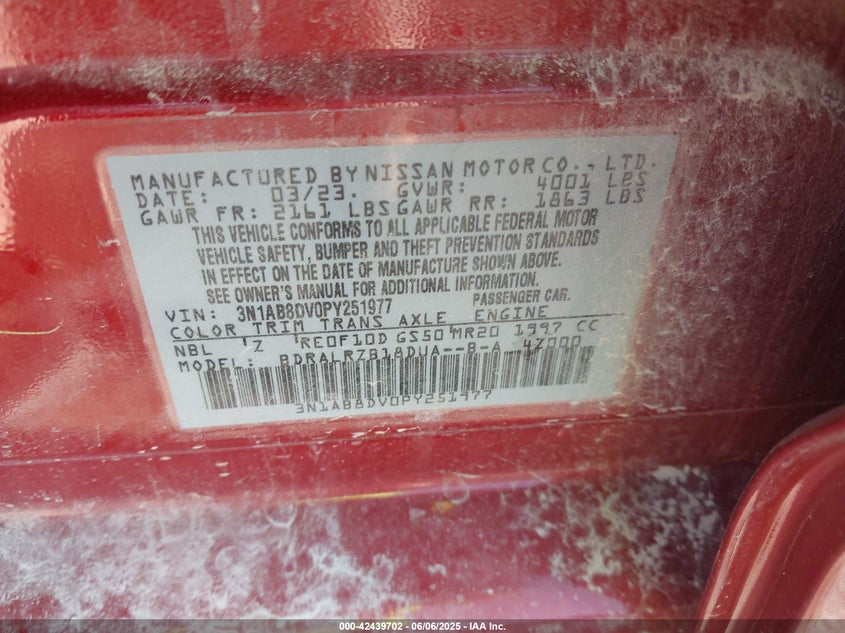 MANUFACTURED BY NISSAN MOTOR CO., LTD.
DATE: 03/23. GVWR: 4001 LBS
GAWR FR: 2161 LBS GAWR RR: 1863 LBS
THIS VEHICLE CONFORMS TO ALL APPLICABLE FEDERAL MOTOR
VEHICLE SAFETY, BUMPER AND THEFT PREVENTION STANDARDS
IN EFFECT ON THE DATE OF MANUFACTURE SHOWN ABOVE.
SEE OWNER'S MANUAL FOR ADDITIONAL INFORMATION.
VIN: 3N1AB8DV0PY251977 PASSENGER CAR.
COLOR TRIM TRANS AXLE ENGINE
NBL Z RE0F10D GS50 MR20 1997 CC
MODEL: BDRALRZB18DUA--B-A 4Z000
3N1AB8DV0PY251977
000-42439702 - 06/06/2025 - IAA Inc.